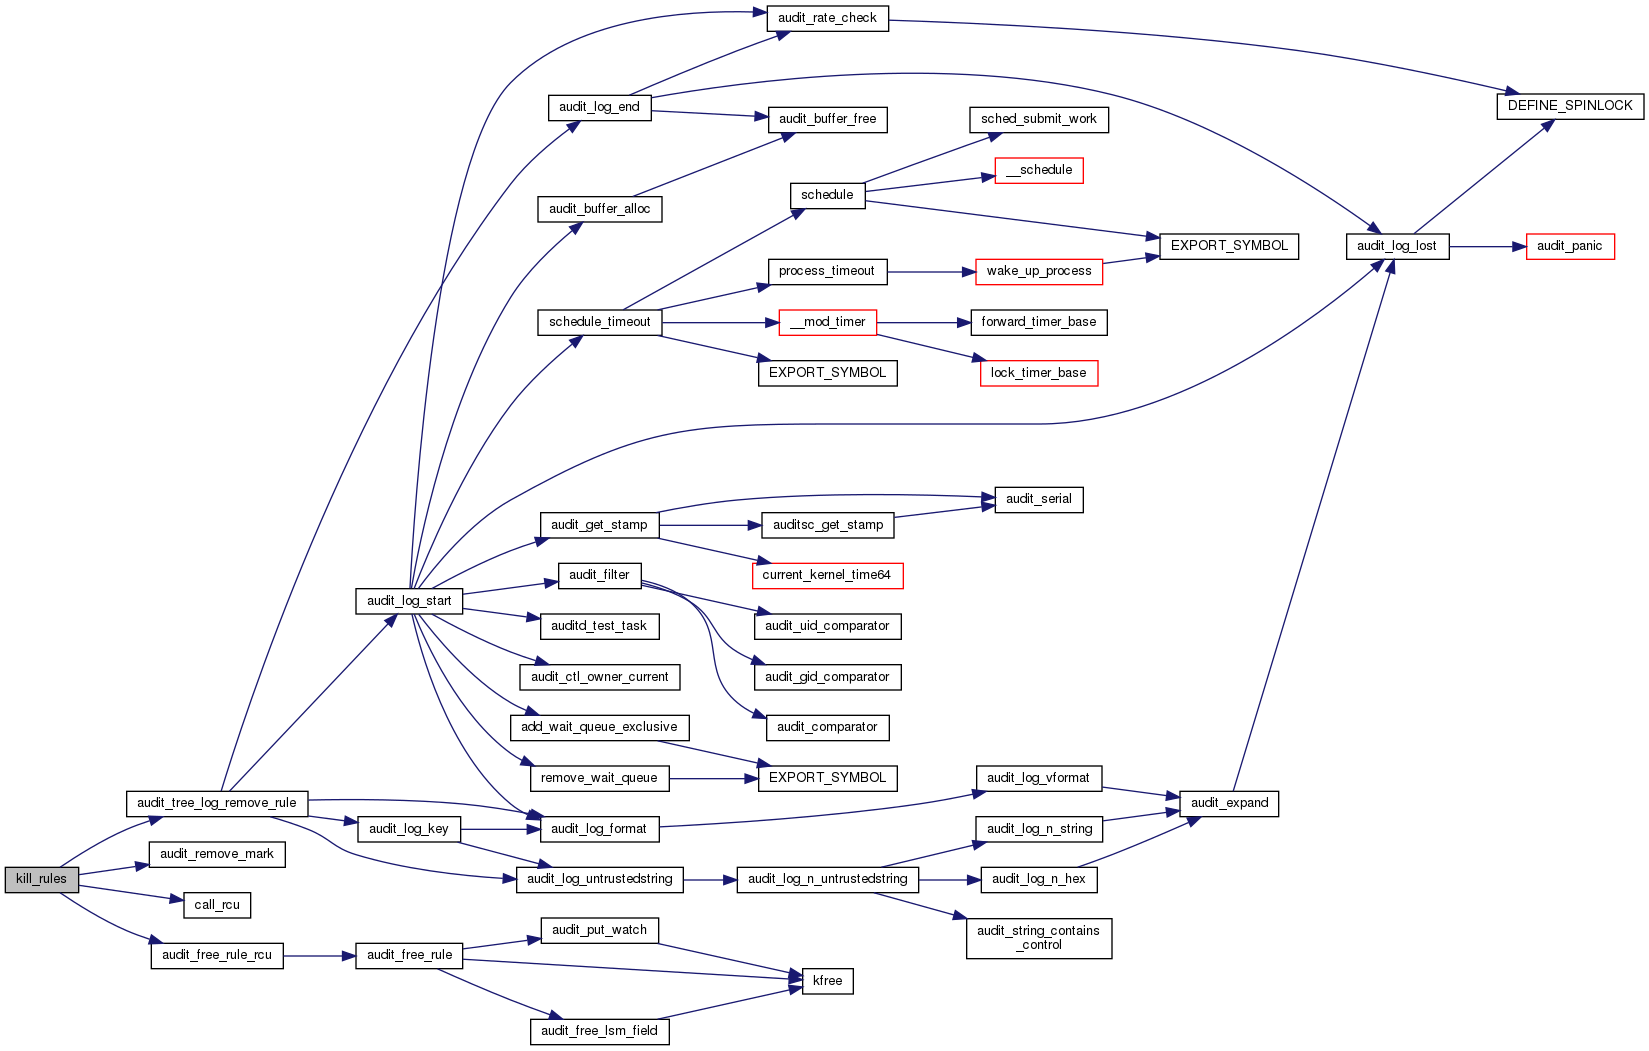 audit_rate_check
audit_log_end
DEFINE_SPINLOCK
audit_buffer_free
sched_submit_work
__schedule
schedule
audit_buffer_alloc
EXPORT_SYMBOL
audit_log_lost
audit_panic
process_timeout
wake_up_process
schedule_timeout
__mod_timer
forward_timer_base
EXPORT_SYMBOL
lock_timer_base
audit_serial
audit_get_stamp
auditsc_get_stamp
audit_filter
current_kernel_time64
audit_log_start
auditd_test_task
audit_uid_comparator
audit_ctl_owner_current
audit_gid_comparator
add_wait_queue_exclusive
audit_comparator
remove_wait_queue
EXPORT_SYMBOL
audit_log_vformat
audit_tree_log_remove_rule
audit_expand
audit_log_key
audit_log_format
audit_log_n_string
audit_remove_mark
kill_rules
audit_log_untrustedstring
audit_log_n_untrustedstring
audit_log_n_hex
call_rcu
audit_put_watch
audit_string_contains
_control
audit_free_rule_rcu
audit_free_rule
kfree
audit_free_lsm_field